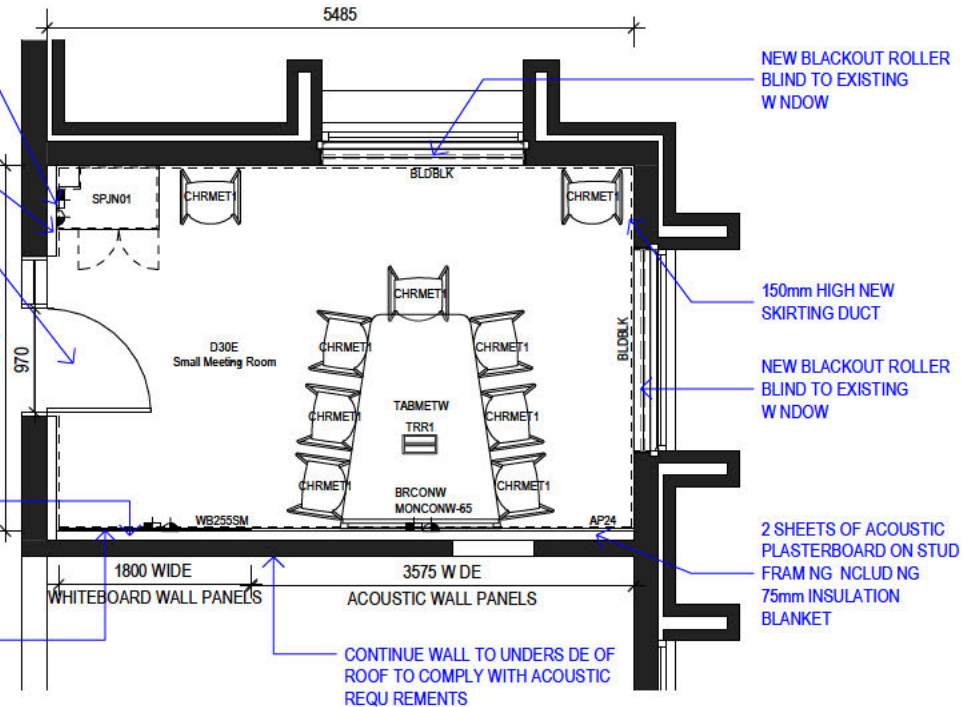 5485
NEW BLACKOUT ROLLER
BLIND TO EXISTING
W NDOW
BLDBLK
SPJN01
CHRMET1
CHRMET1
CHRMET1
150mm HIGH NEW
SKIRTING DUCT
BLDBLK
970
D30E
Small Meeting Room
CHRMET1
CHRMET1
NEW BLACKOUT ROLLER
BLIND TO EXISTING
W NDOW
TABMETW
CHRMET1
CHRMET1
TRR1
CHRMET1
CHRMET1
BRCONW
MONCONW-65
WB255SM
AP24
2 SHEETS OF ACOUSTIC
PLASTERBOARD ON STUD
FRAM NG NCLUD NG
75mm INSULATION
BLANKET
1800 WIDE
3575 W DE
WHITEBOARD WALL PANELS
ACOUSTIC WALL PANELS
CONTINUE WALL TO UNDERS DE OF
ROOF TO COMPLY WITH ACOUSTIC
REQU REMENTS